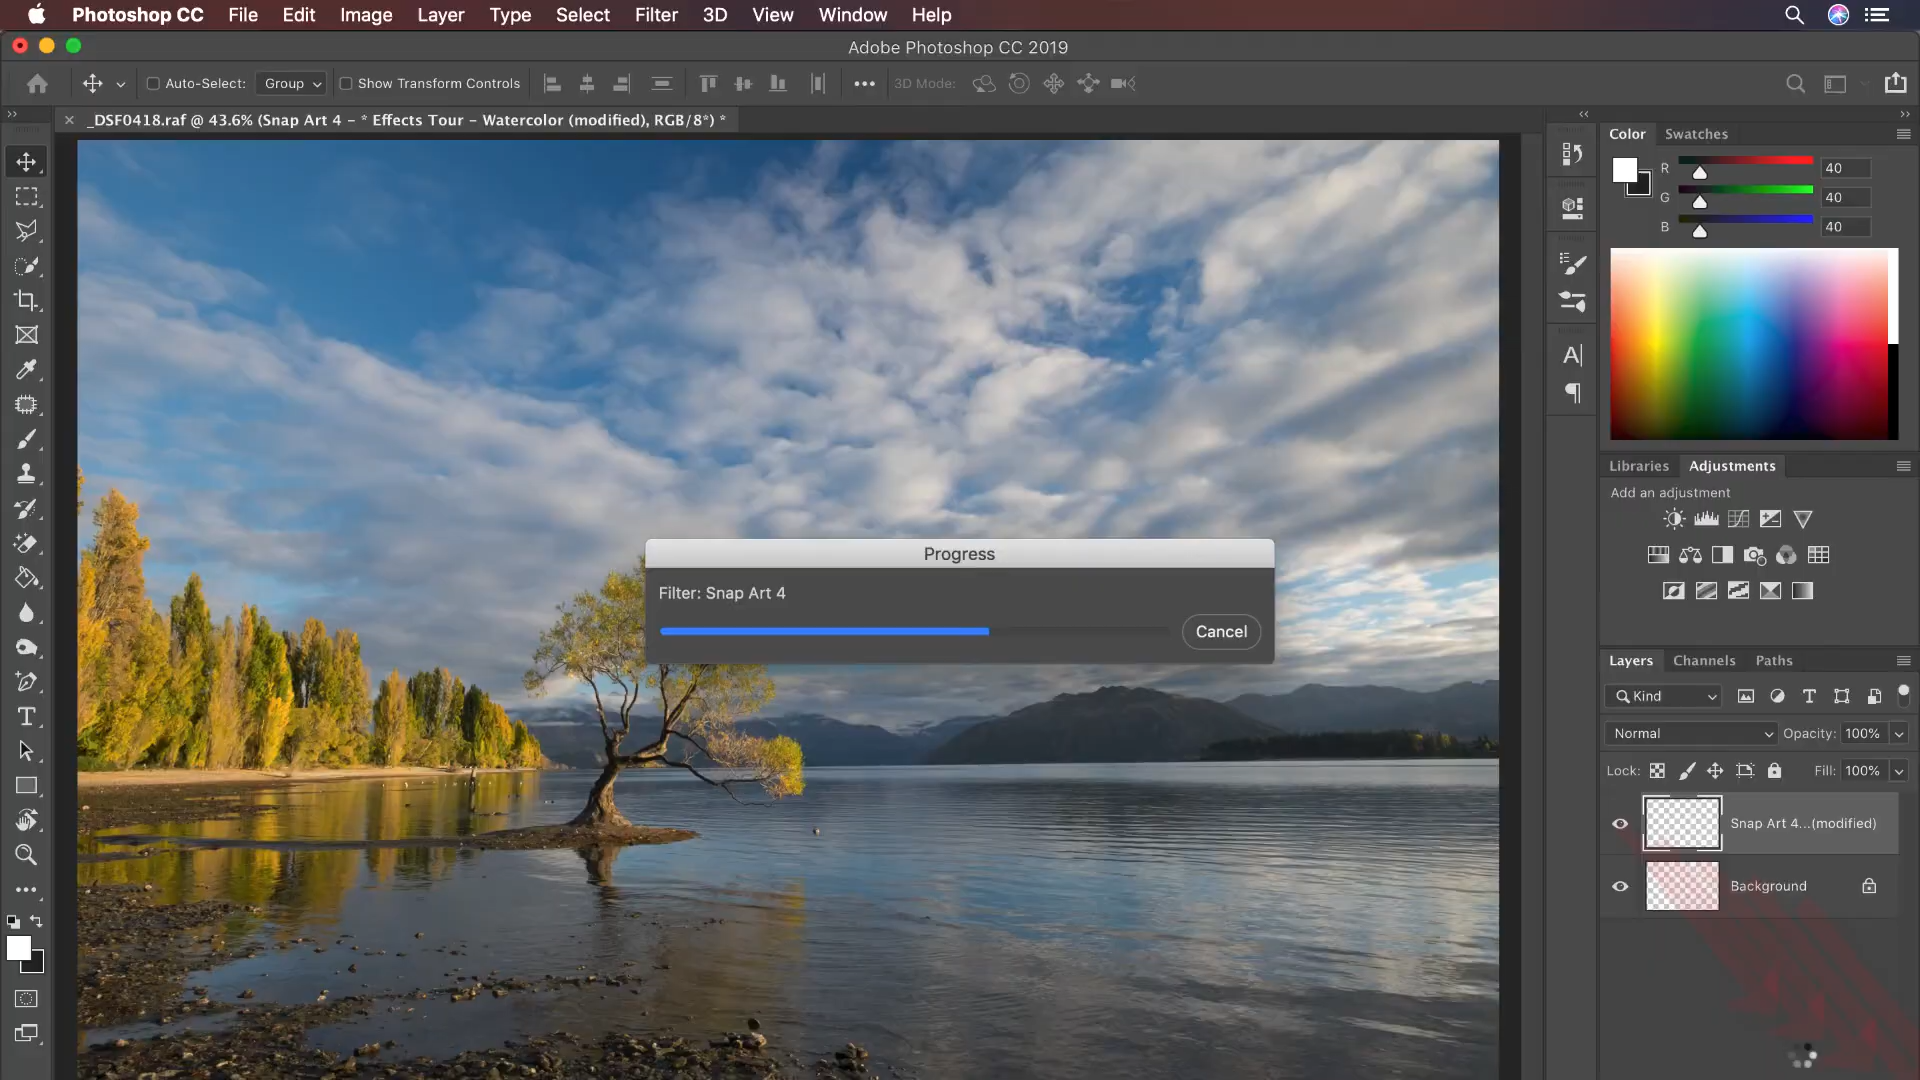 Photoshop CC File Edit Image Layer Type Select Filter 3D View Window Help
Adobe Photoshop CC 2019
Auto-Select: Group Show Transform Controls 3D Mode:
_DSF0418.raf @ 43.6% (Snap Art 4 - * Effects Tour - Watercolor (modified), RGB/8*) *
Color Swatches
R 40
G 40
B 40
Libraries Adjustments
Add an adjustment
Progress
Filter: Snap Art 4
Cancel
Layers Channels Paths
Kind
Normal Opacity: 100%
Lock: Fill: 100%
Snap Art 4...(modified)
Background